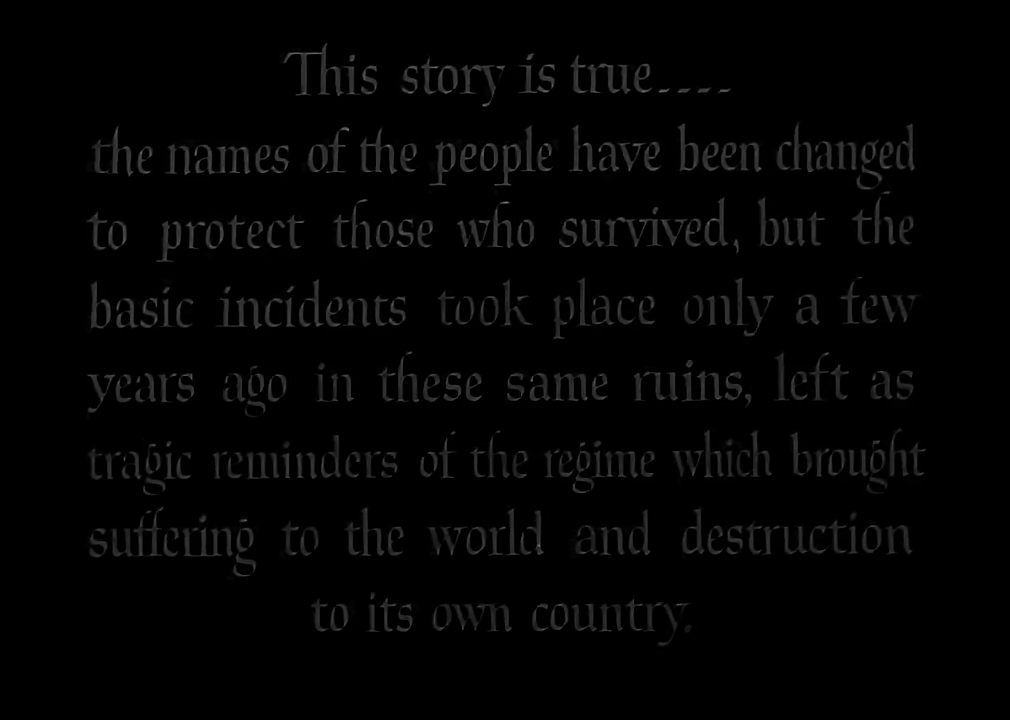 This story is true....
the names of the people have been changed
to protect those who survived, but the
basic incidents took place only a few
years ago in these same ruins, left as
tragic reminders of the regime which brought
suffering to the world and destruction
to its own country.